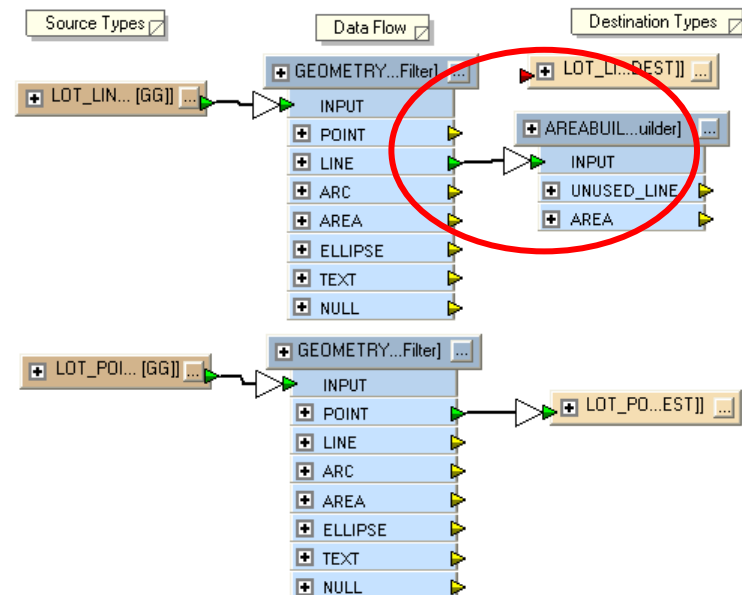 Source Types
Data Flow
Destination Types
GEOMETRY...Filter] ...
LOT_LI...DEST]] ...
LOT_LIN... [GG]] ...
INPUT
POINT
LINE
ARC
AREA
ELLIPSE
TEXT
NULL
AREABUIL...uilder] ...
INPUT
UNUSED_LINE
AREA
GEOMETRY...Filter] ...
LOT_POI... [GG]] ...
INPUT
POINT
LINE
ARC
AREA
ELLIPSE
TEXT
NULL
LOT_PO...EST]] ...